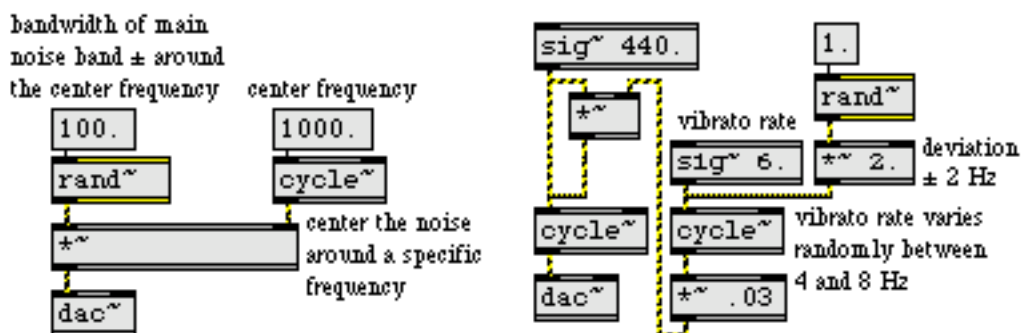 bandwidth of main
noise band ± around
the center frequency
center frequency
100.
1000.
rand~
cycle~
*~
center the noise
around a specific
frequency
dac~
sig~ 440.
1.
*~
rand~
vibrato rate
sig~ 6.
*~ 2.
deviation
± 2 Hz
cycle~
cycle~
vibrato rate varies
randomly between
4 and 8 Hz
dac~
*~ .03